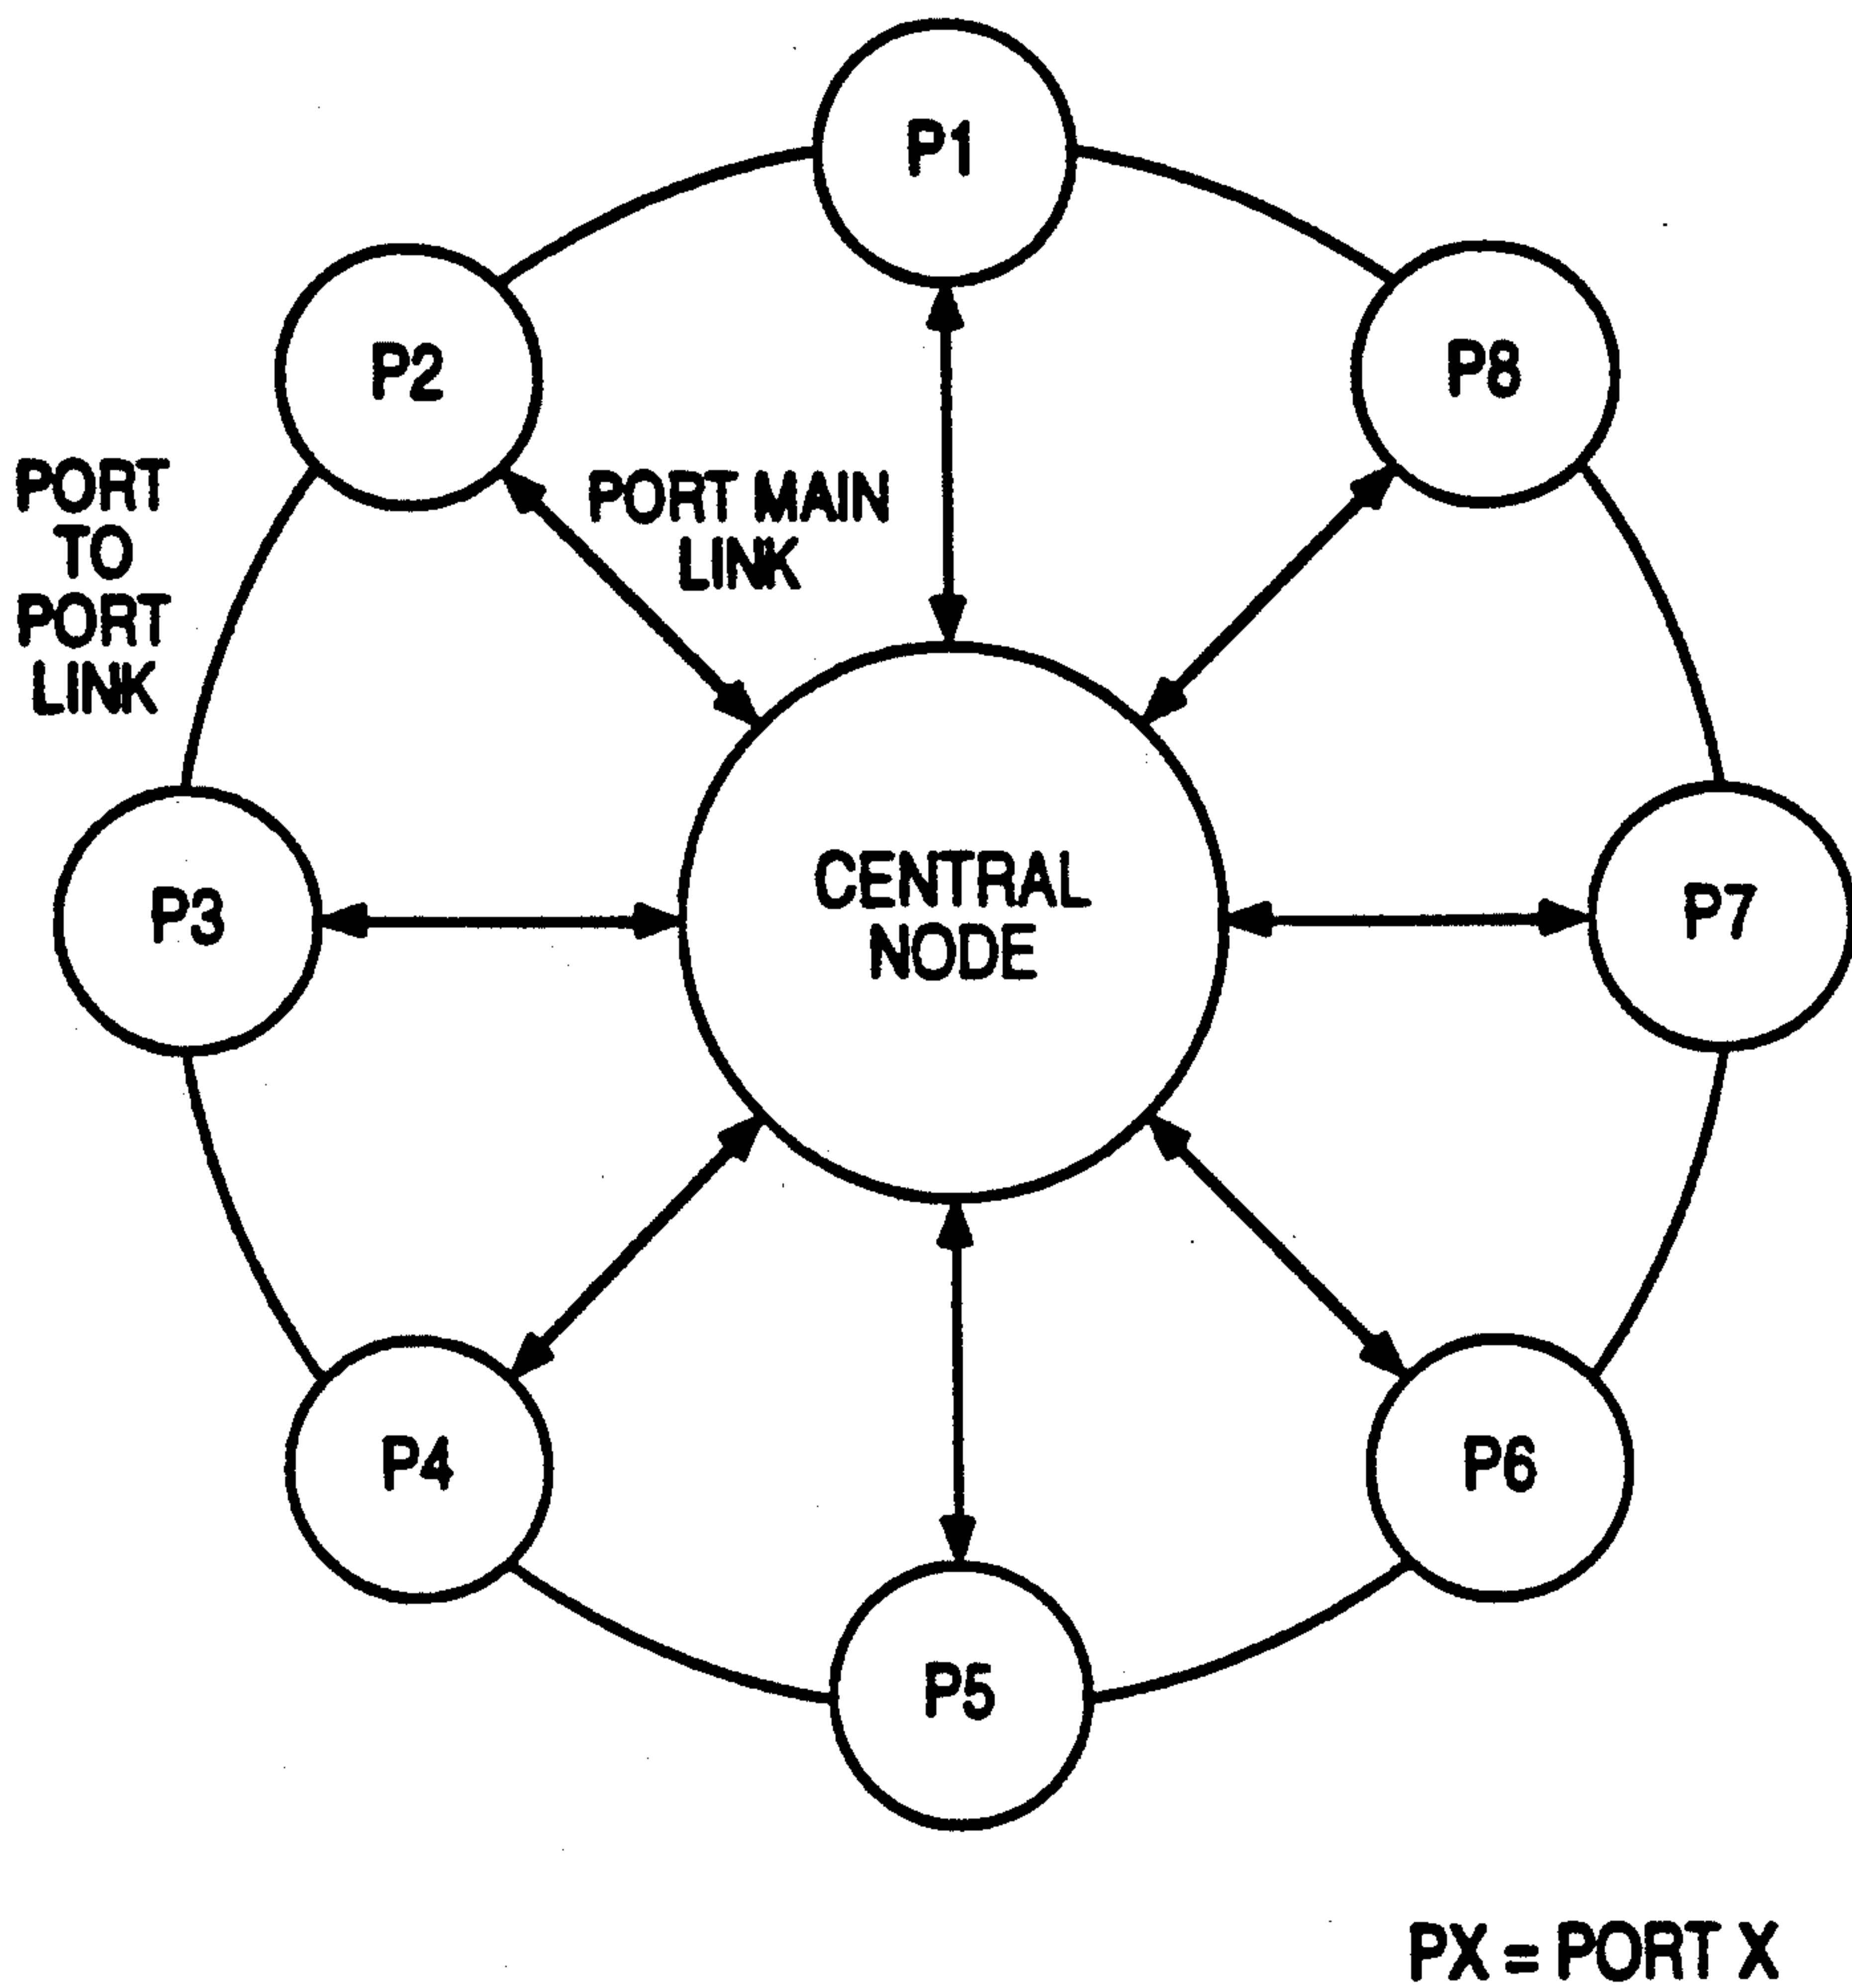 P1
P2
P8
PORT
TO
PORT
LINK
PORT MAIN
LINK
P3
CENTRAL
NODE
P7
P4
P6
P5
PX = PORT X